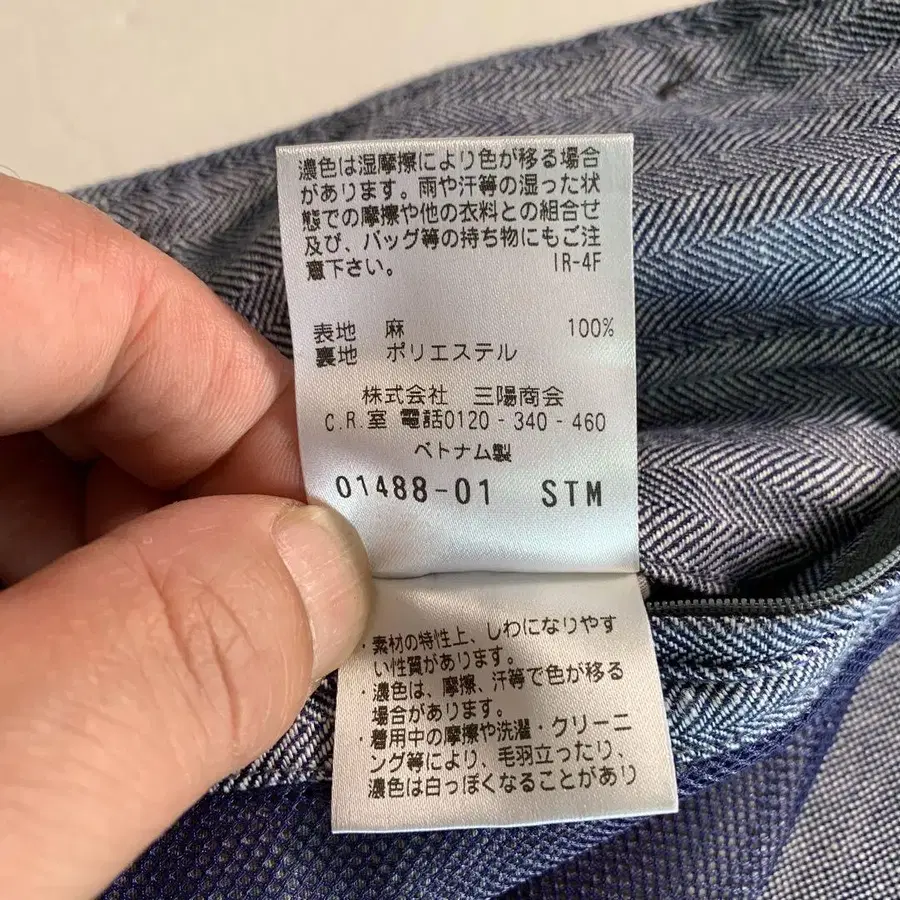 濃色は湿摩擦により色が移る場合
があります。雨や汗等の湿った状
態での摩擦や他の衣料との組合せ
及び、バッグ等の持ち物にもご注
意下さい。 IR-4F
表地 麻 100%
裏地 ポリエステル
株式会社 三陽商会
C.R.室 電話0120-340-460
ベトナム製
01488-01 STM
・素材の特性上、しわになりやす
い性質があります。
・濃色は、摩擦、汗等で色が移る
場合があります。
・着用中の摩擦や洗濯・クリーニ
ング等により、毛羽立ったり、
濃色は白っぽくなることがあり